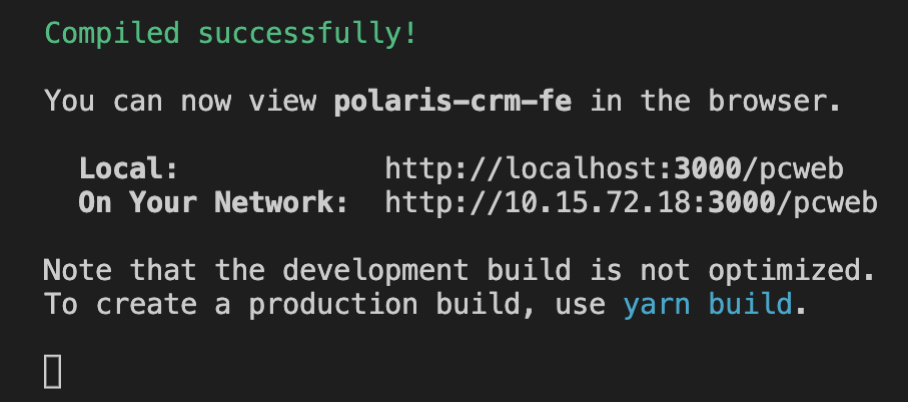 Compiled successfully!
You can now view polaris-crm-fe in the browser.
Local: http://localhost:3000/pcweb
On Your Network: http://10.15.72.18:3000/pcweb
Note that the development build is not optimized.
To create a production build, use yarn build.